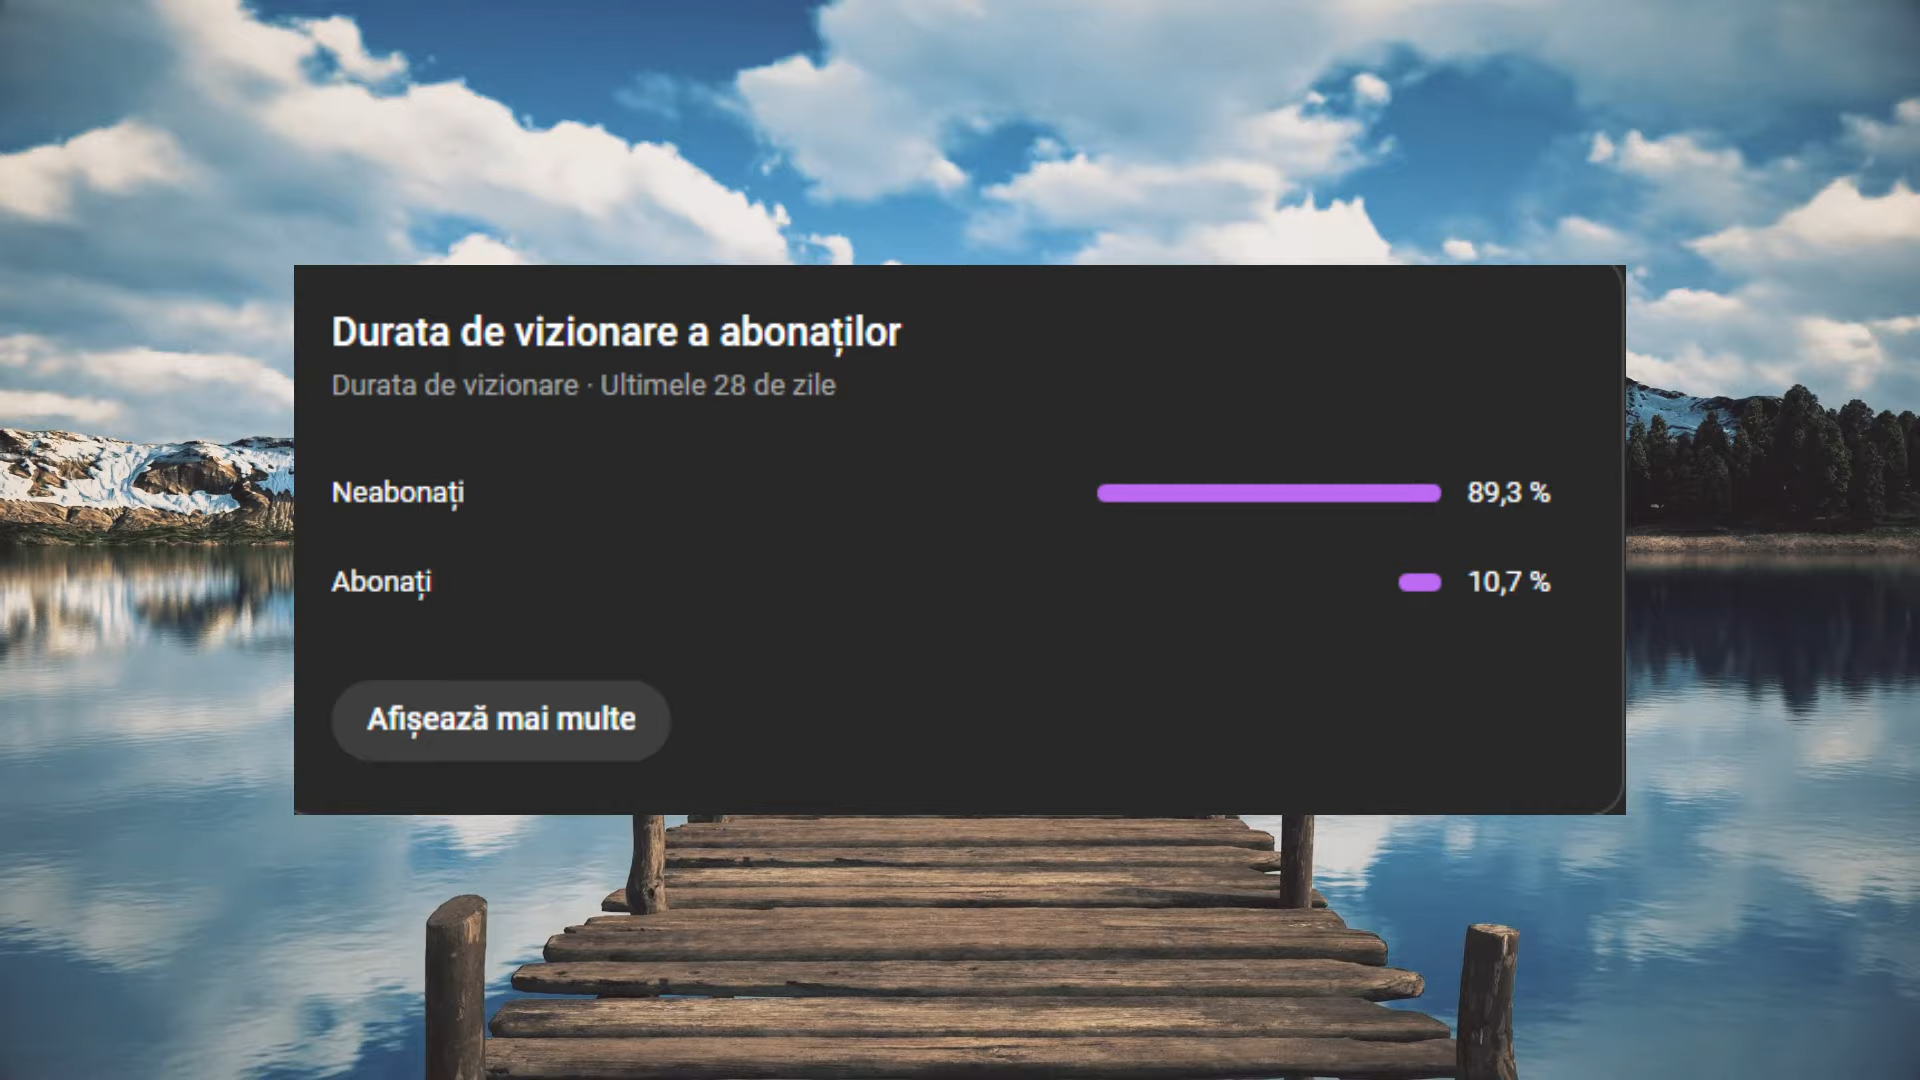 Durata de vizionare a abonaților
Durata de vizionare · Ultimele 28 de zile
Neabonați 89,3 %
Abonați 10,7 %
Afișează mai multe